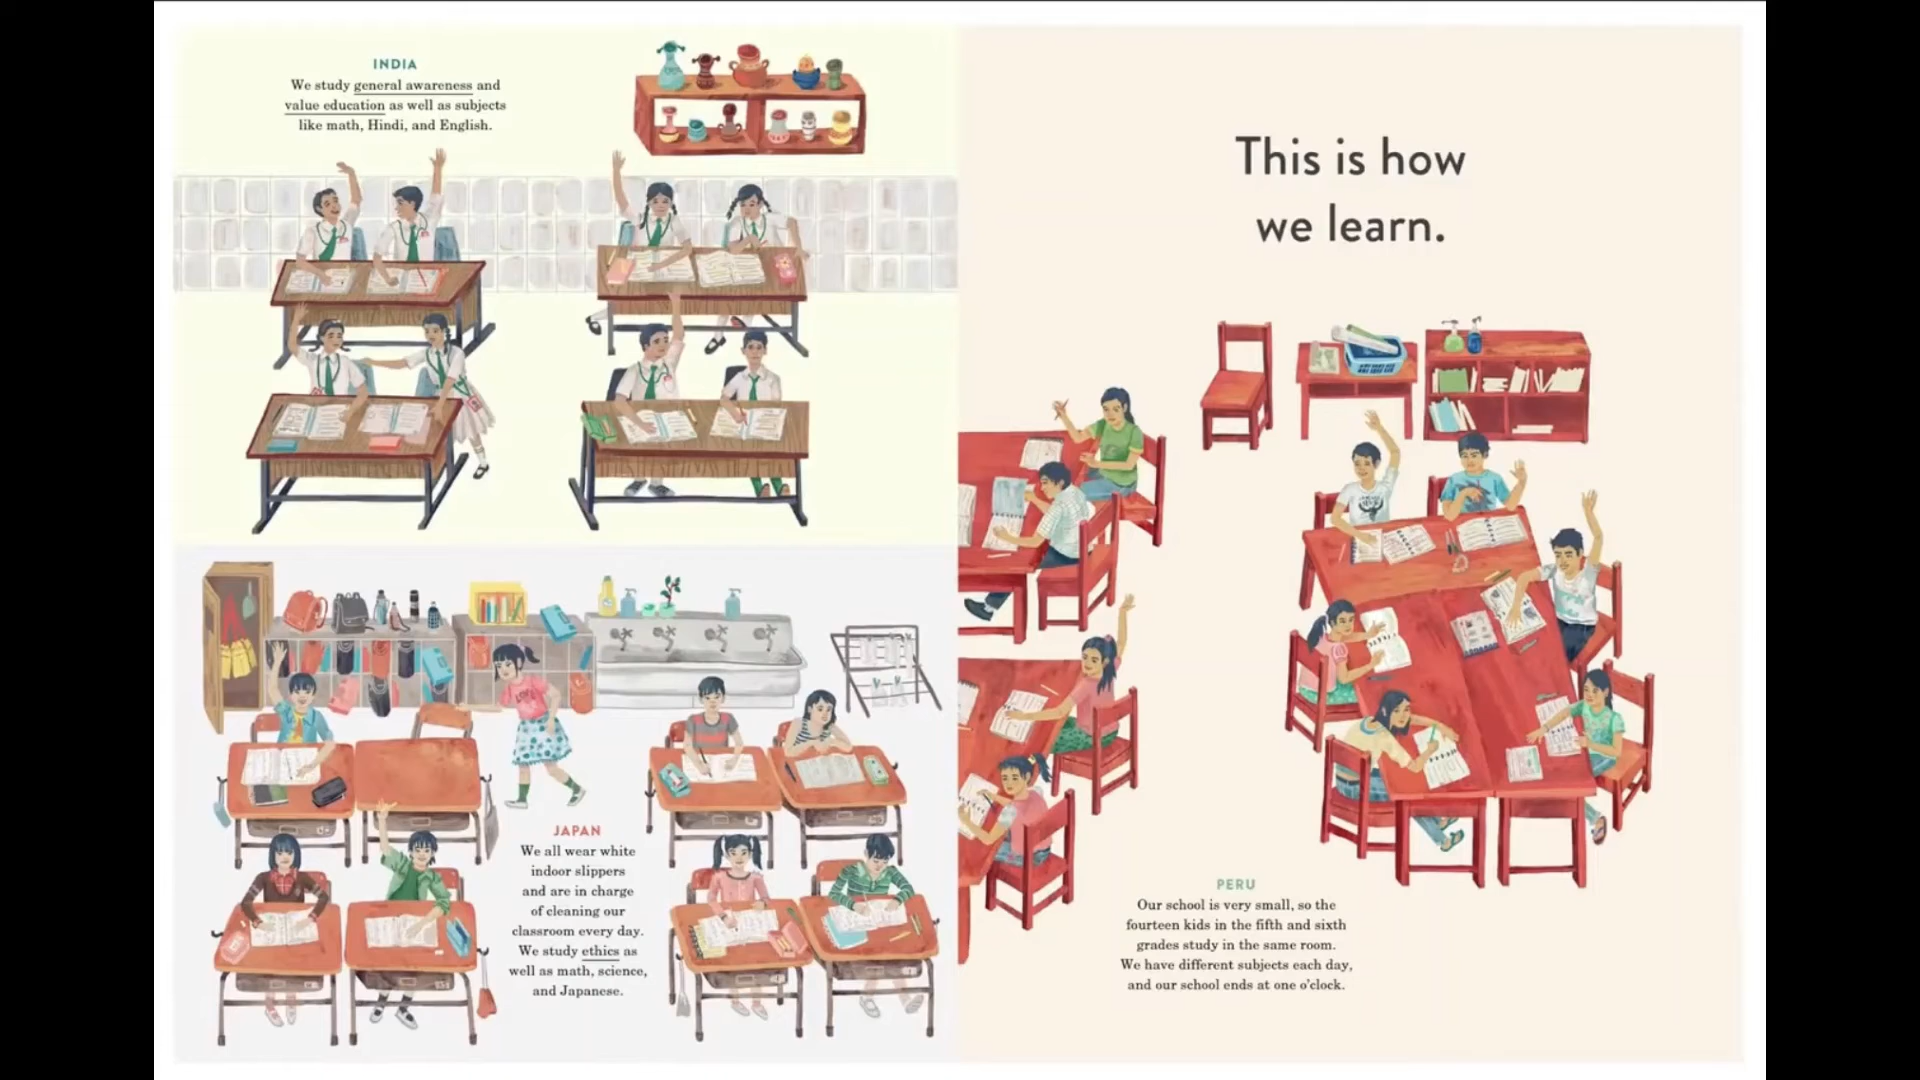 INDIA
We study general awareness and
value education as well as subjects
like math, Hindi, and English.
This is how
we learn.
JAPAN
We all wear white
indoor slippers
and are in charge
of cleaning our
classroom every day.
We study ethics as
well as math, science,
and Japanese.
PERU
Our school is very small, so the
fourteen kids in the fifth and sixth
grades study in the same room.
We have different subjects each day,
and our school ends at one o'clock.